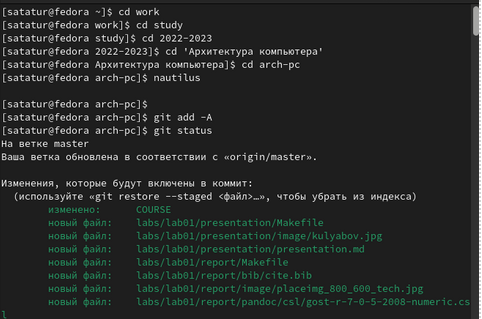 [satatur@fedora ~]$ cd work
[satatur@fedora work]$ cd study
[satatur@fedora study]$ cd 2022-2023
[satatur@fedora 2022-2023]$ cd 'Архитектура компьютера'
[satatur@fedora Архитектура компьютера]$ cd arch-pc
[satatur@fedora arch-pc]$ nautilus
[satatur@fedora arch-pc]$
[satatur@fedora arch-pc]$ git add -A
[satatur@fedora arch-pc]$ git status
На ветке master
Ваша ветка обновлена в соответствии с «origin/master».
Изменения, которые будут включены в коммит:
(используйте «git restore --staged <файл>…», чтобы убрать из индекса)
изменено: COURSE
новый файл: labs/lab01/presentation/Makefile
новый файл: labs/lab01/presentation/image/kulyabov.jpg
новый файл: labs/lab01/presentation/presentation.md
новый файл: labs/lab01/report/Makefile
новый файл: labs/lab01/report/bib/cite.bib
новый файл: labs/lab01/report/image/placeimg_800_600_tech.jpg
новый файл: labs/lab01/report/pandoc/csl/gost-r-7-0-5-2008-numeric.cs
l